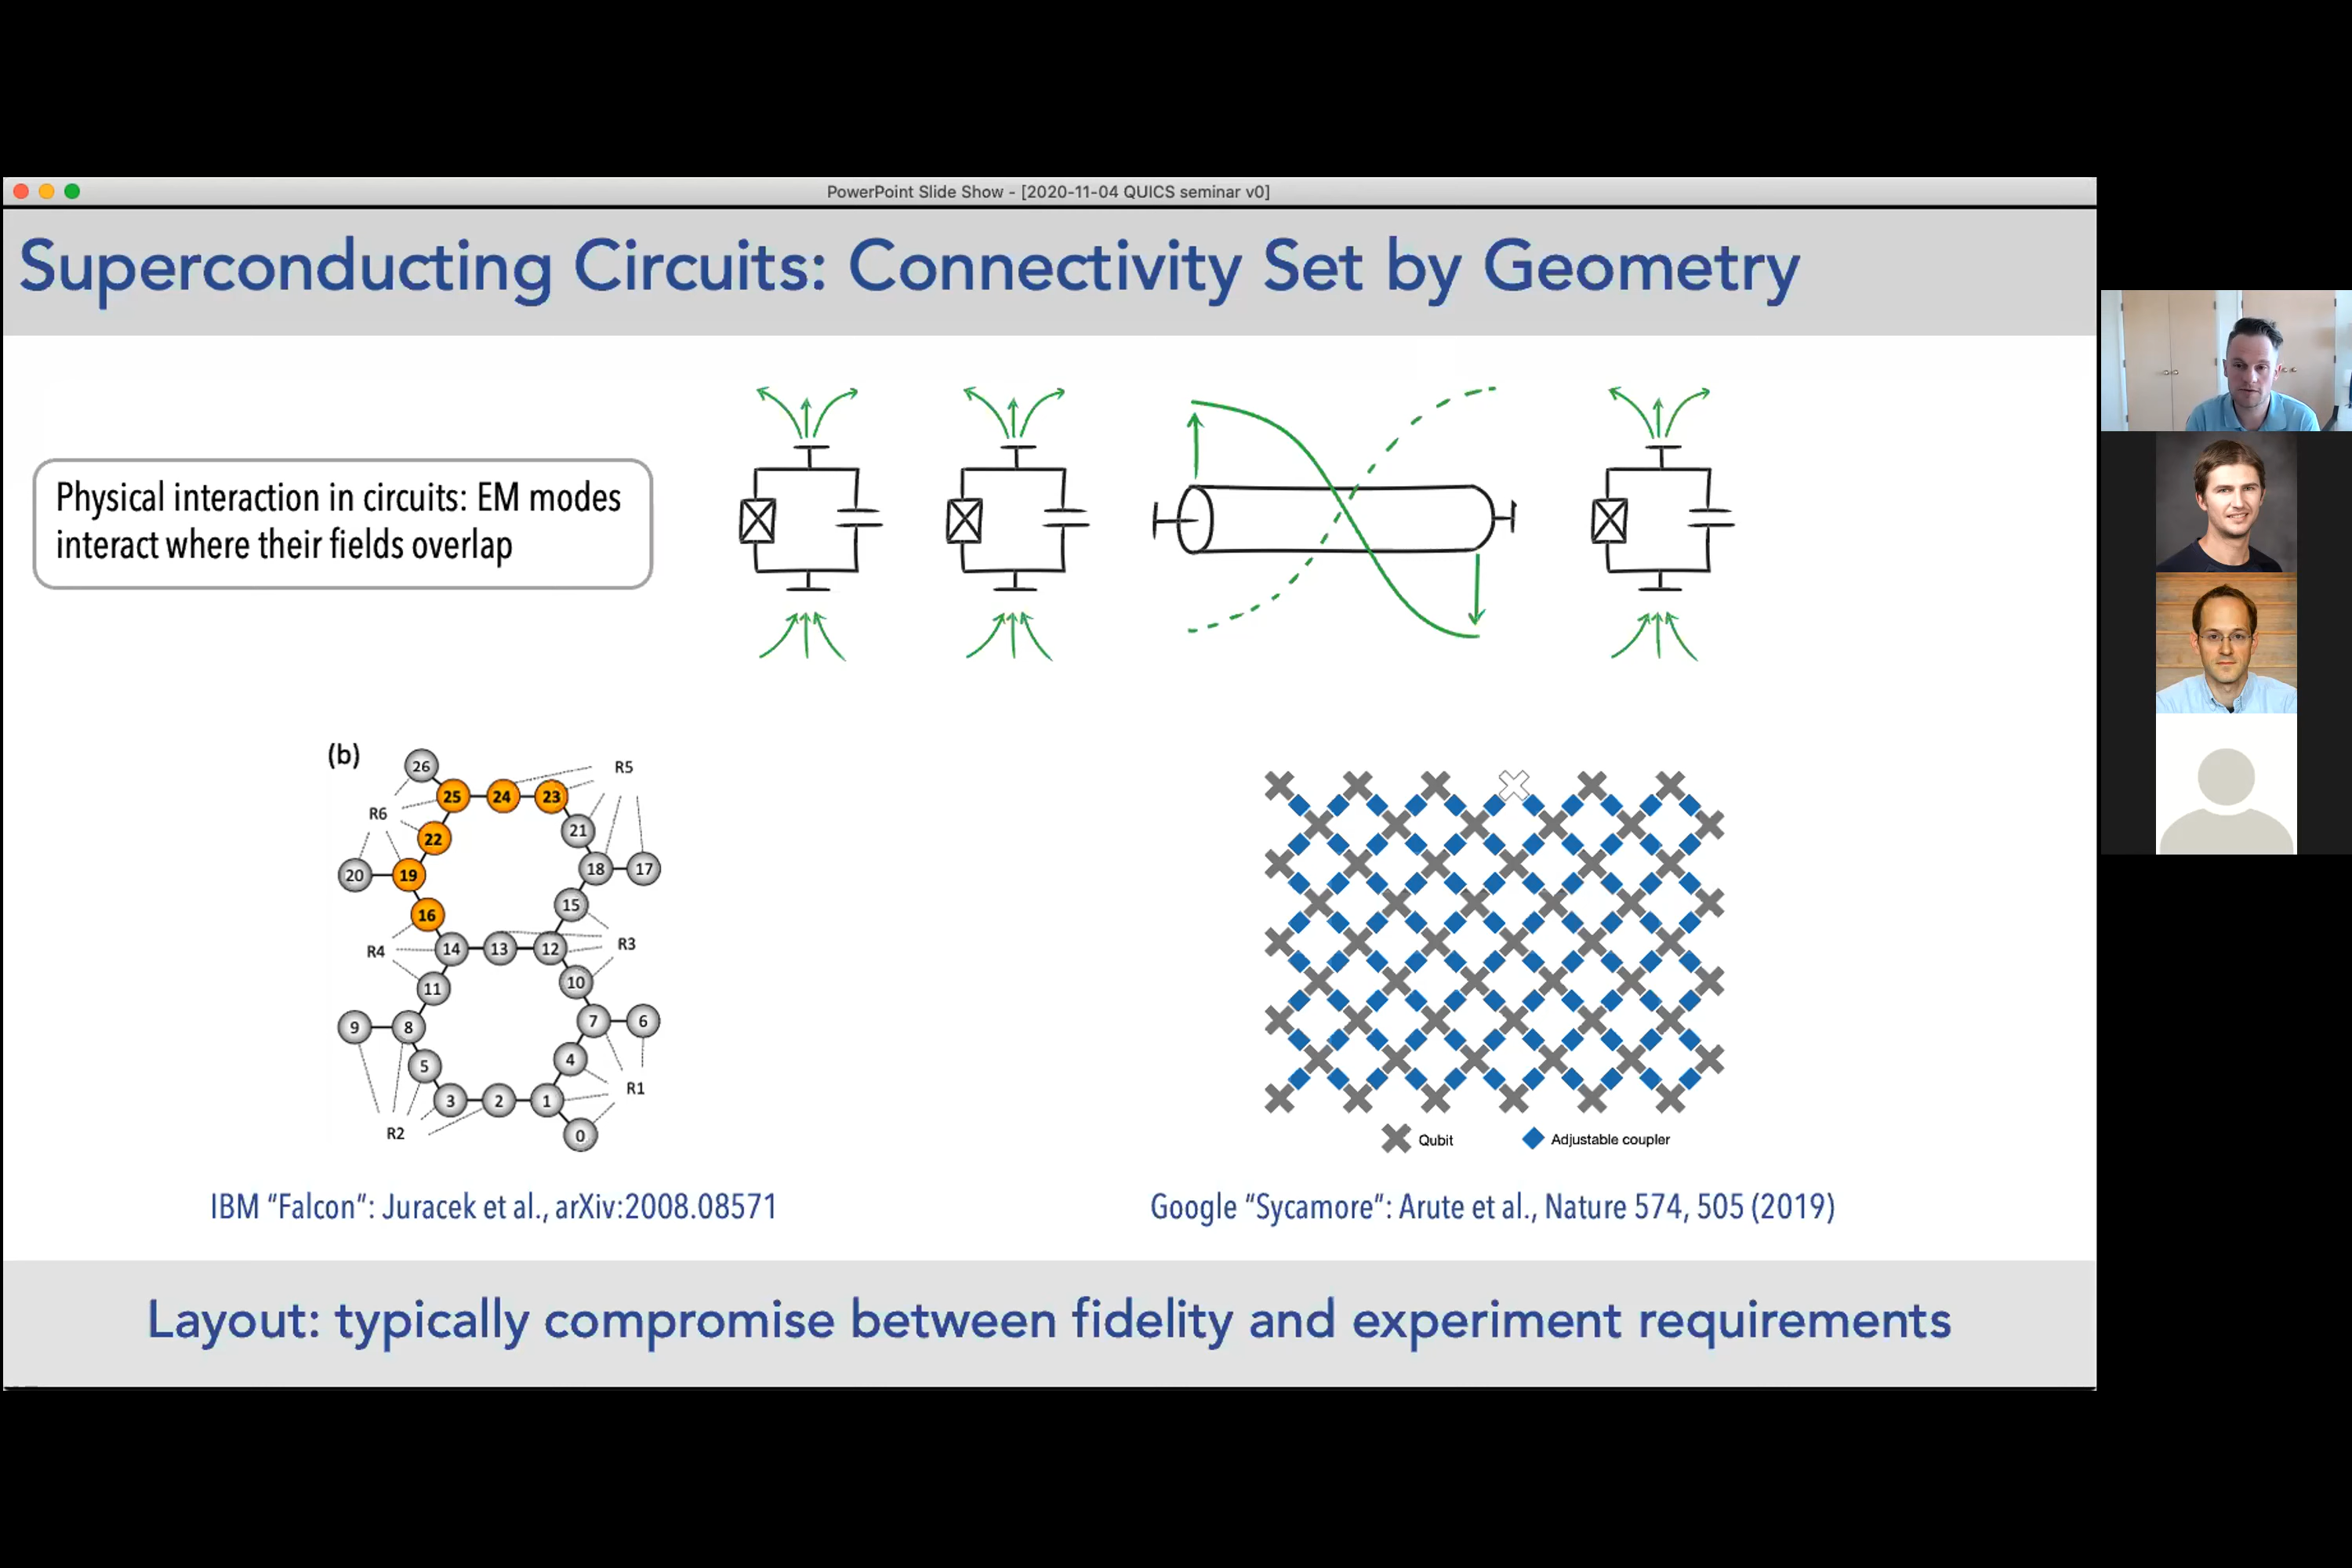 PowerPoint Slide Show - [2020-11-04 QUICS seminar v0]
Superconducting Circuits: Connectivity Set by Geometry
Physical interaction in circuits: EM modes
interact where their fields overlap
(b)
26
R5
25
24
23
R6
22
21
20
19
18
17
16
15
R4
14
13
12
R3
11
10
9
8
7
6
5
4
3
2
1
R1
R2
0
Qubit
Adjustable coupler
IBM "Falcon": Juracek et al., arXiv:2008.08571
Google "Sycamore": Arute et al., Nature 574, 505 (2019)
Layout: typically compromise between fidelity and experiment requirements